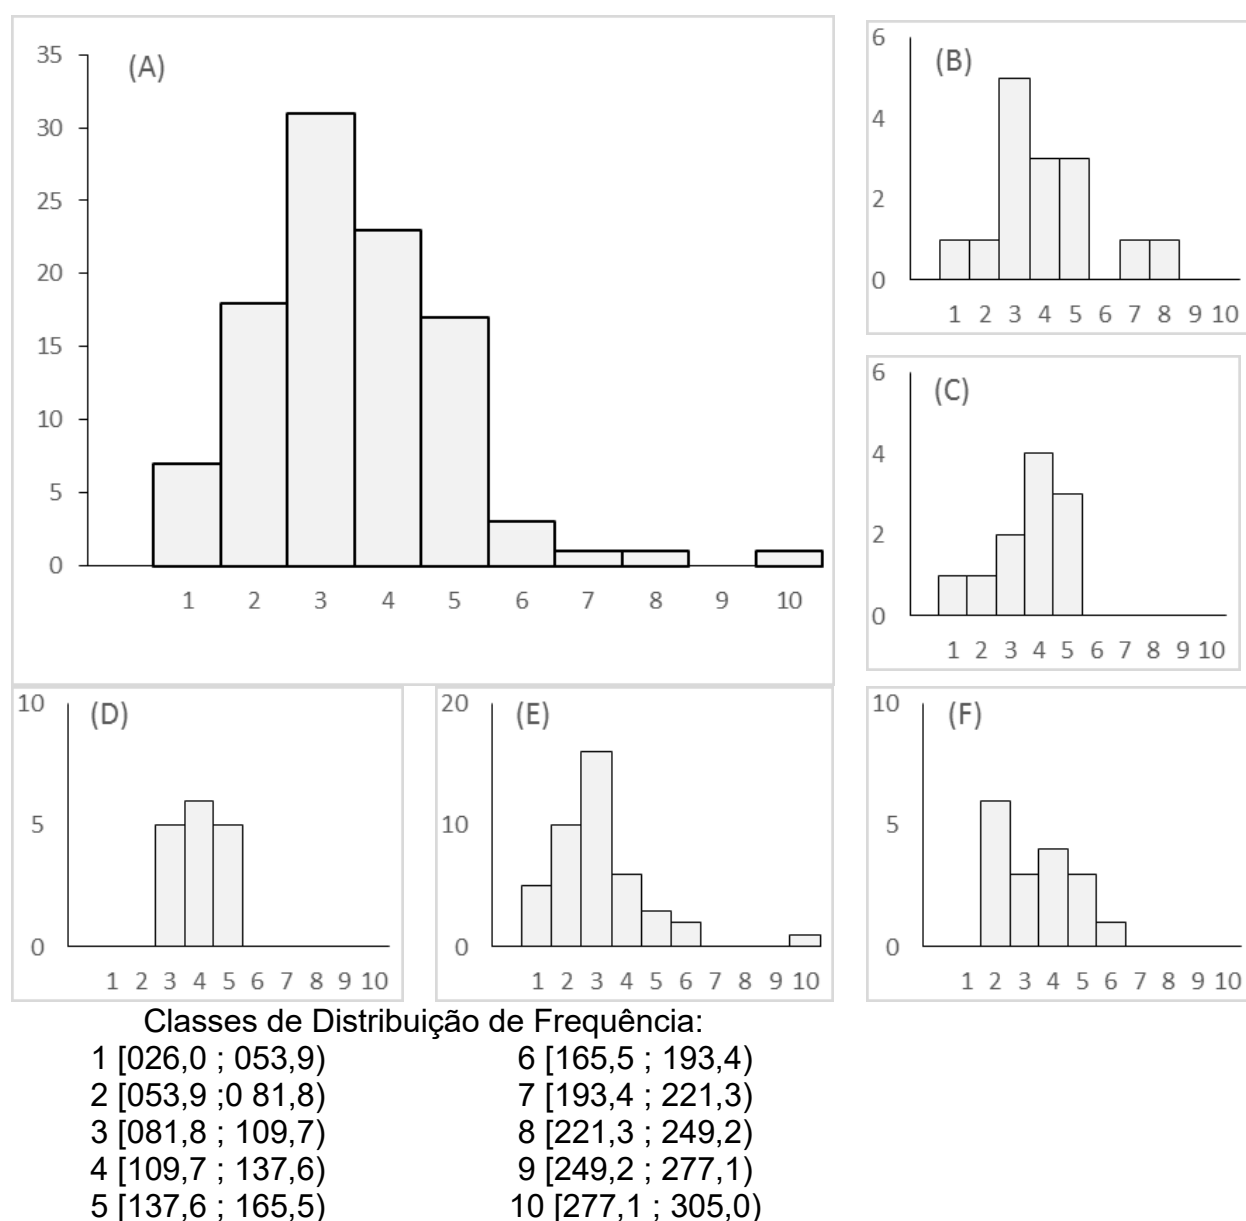 (A)
35
30
25
20
15
10
5
0
1 2 3 4 5 6 7 8 9 10
(B)
6
4
2
0
1 2 3 4 5 6 7 8 9 10
(C)
6
4
2
0
1 2 3 4 5 6 7 8 9 10
(D)
10
5
0
1 2 3 4 5 6 7 8 9 10
(E)
20
10
0
1 2 3 4 5 6 7 8 9 10
(F)
10
5
0
1 2 3 4 5 6 7 8 9 10
Classes de Distribuição de Frequência:
1 [026,0 ; 053,9)
2 [053,9 ;0 81,8)
3 [081,8 ; 109,7)
4 [109,7 ; 137,6)
5 [137,6 ; 165,5)
6 [165,5 ; 193,4)
7 [193,4 ; 221,3)
8 [221,3 ; 249,2)
9 [249,2 ; 277,1)
10 [277,1 ; 305,0)